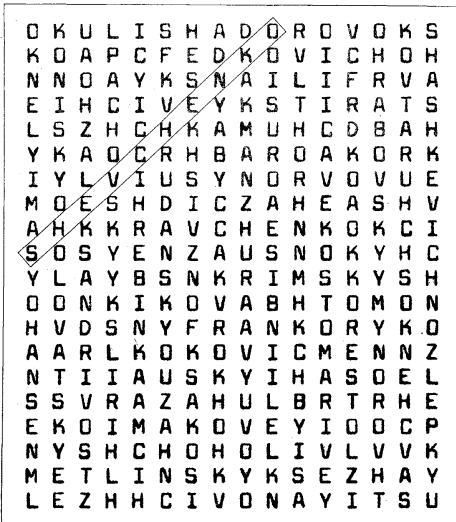 O K U L I S H A D O R O V O K S
K O A P C F E D K O V I C H O H
N N O A Y K S N A I L I F R V A
E I H C I V E Y K S T I R A T S
L S Z H C H K A M U H C D B A H
Y K A O C R H B A R O A K O R K
I Y L V I U S Y N O R V O V U E
M O E S H D I C Z A H E A S H V
A H K K R A V C H E N K O K C I
S O S Y E N Z A U S N O K Y H C
Y L A Y B S N K R I M S K Y S H
O O N K I K O V A B H T O M O N
H V D S N Y F R A N K O R Y K O
A A R L K O K O V I C M E N N Z
N T I I A U S K Y I H A S O E L
S S V R A Z A H U L B R T R H E
E K O I M A K O V E Y I O O C P
N Y S H C H O H O L I V L V V K
M E T L I N S K Y K S E Z H A Y
L E Z H H C I V O N A Y I T S U